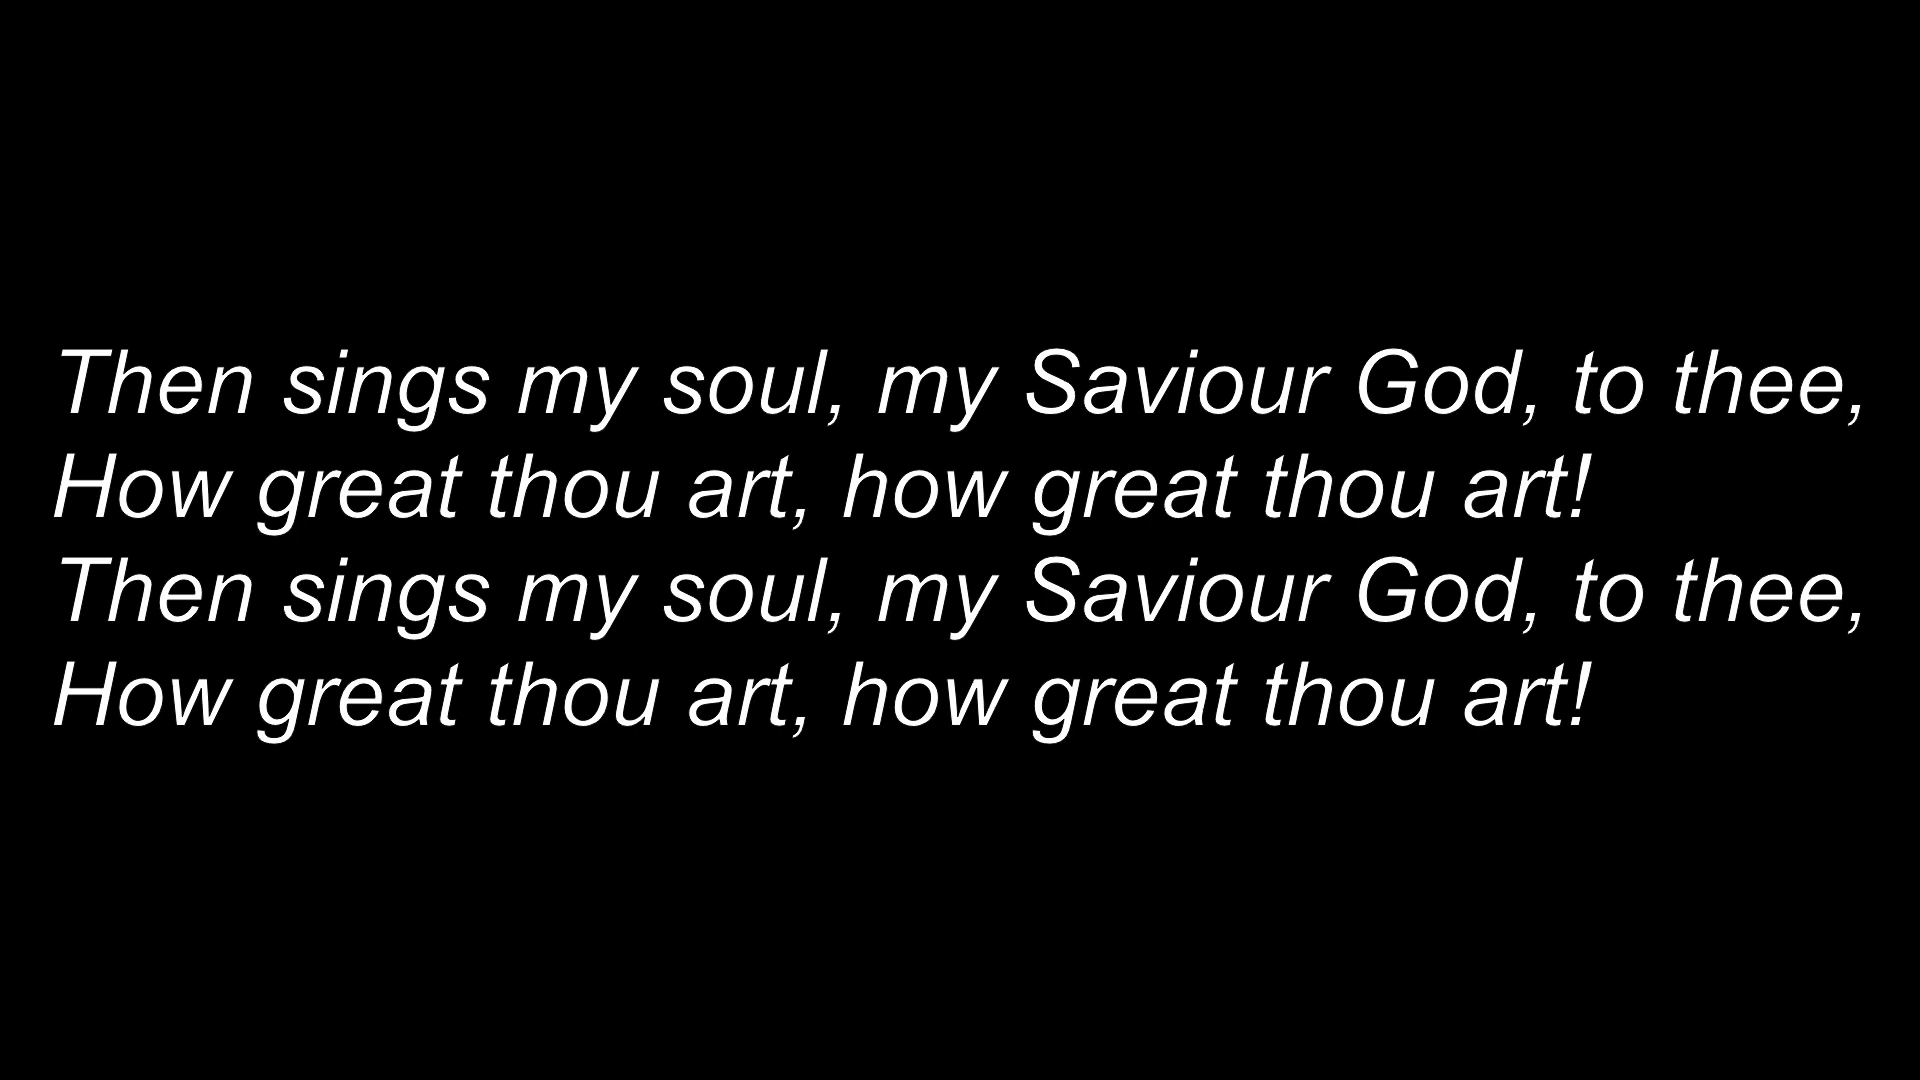 Then sings my soul, my Saviour God, to thee,
How great thou art, how great thou art!
Then sings my soul, my Saviour God, to thee,
How great thou art, how great thou art!